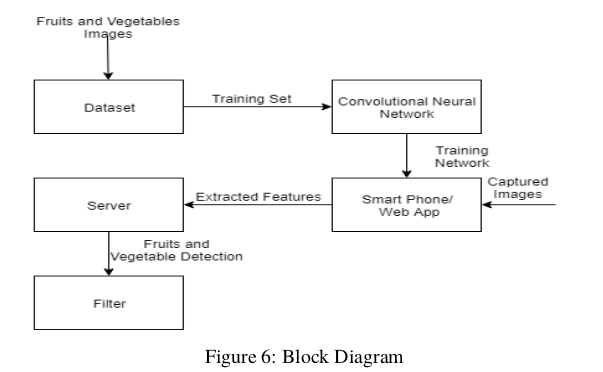 Fruits and Vegetables
Images
Dataset
Training Set
Convolutional Neural
Network
Training
Network
Captured
Images
Smart Phone/
Web App
Extracted Features
Server
Fruits and
Vegetable Detection
Filter
Figure 6: Block Diagram